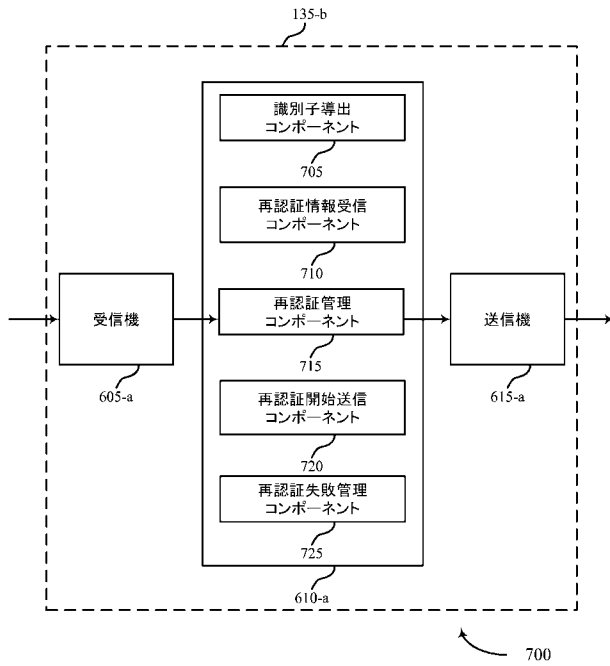 135-b
識別子導出
コンポーネント
705
再認証情報受信
コンポーネント
710
受信機
605-a
再認証管理
コンポーネント
715
送信機
615-a
再認証開始送信
コンポーネント
720
再認証失敗管理
コンポーネント
725
610-a
700